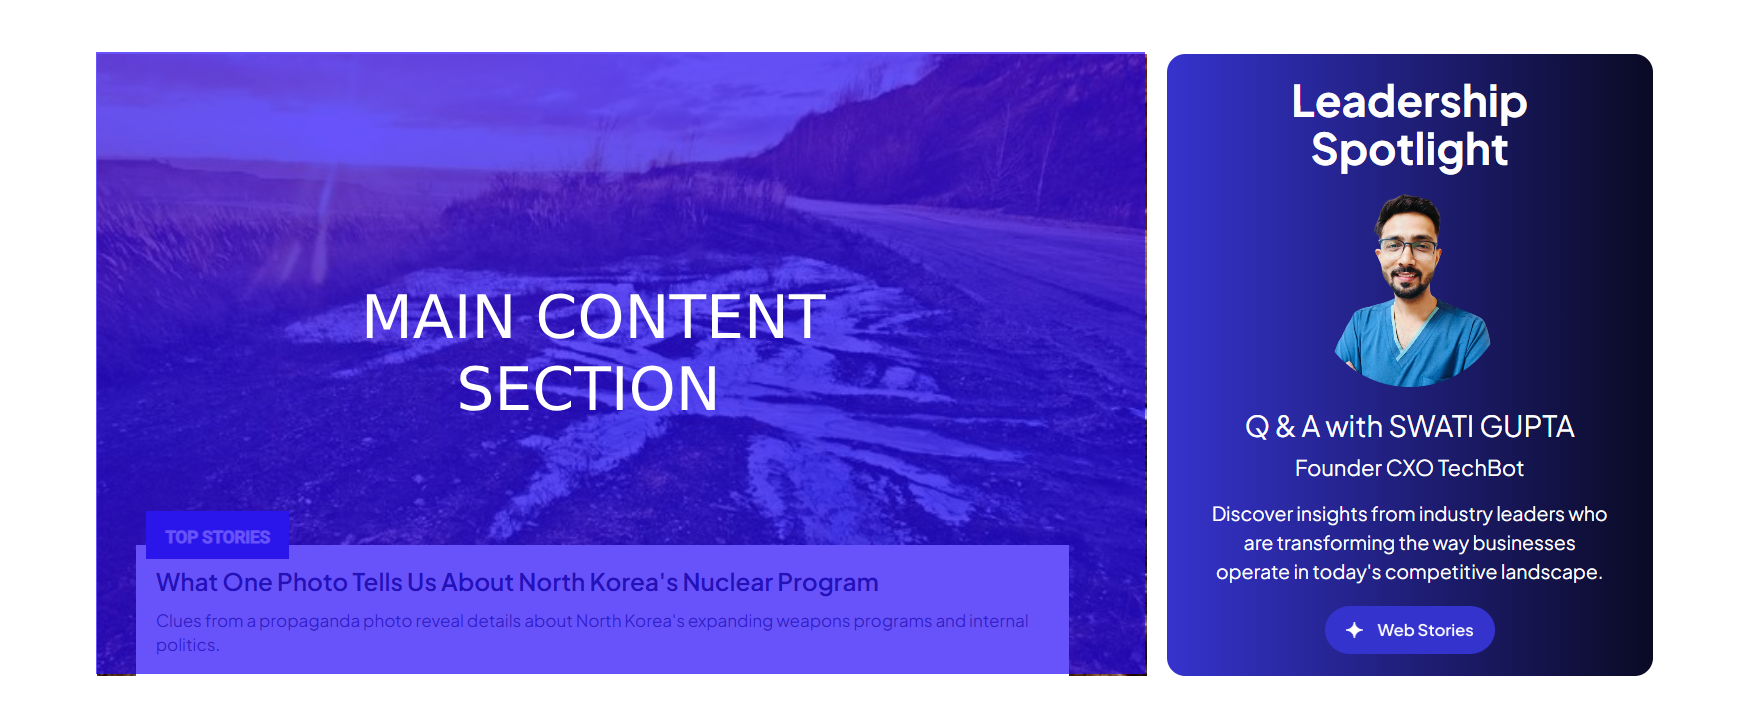 MAIN CONTENT
SECTION
TOP STORIES
What One Photo Tells Us About North Korea's Nuclear Program
Clues from a propaganda photo reveal details about North Korea's expanding weapons programs and internal
politics.
Leadership
Spotlight
Q & A with SWATI GUPTA
Founder CXO TechBot
Discover insights from industry leaders who
are transforming the way businesses
operate in today's competitive landscape.
Web Stories